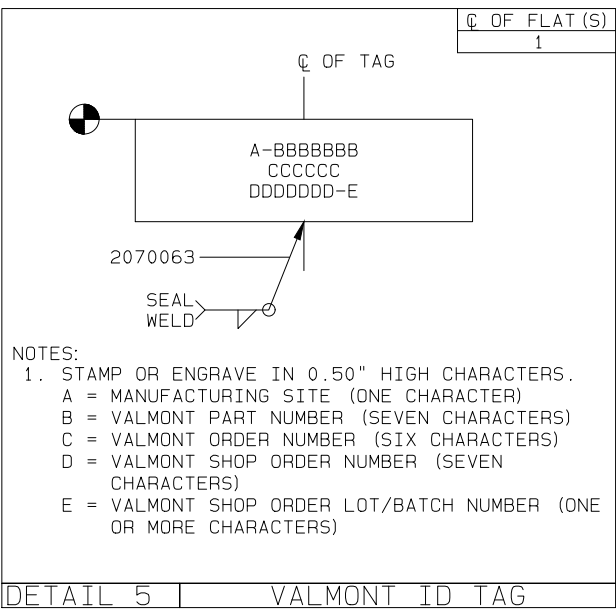 ℄ OF FLAT(S)
1
℄ OF TAG
A-BBBBBBB
CCCCCC
DDDDDDD-E
2070063
SEAL
WELD
NOTES:
1. STAMP OR ENGRAVE IN 0.50" HIGH CHARACTERS.
A = MANUFACTURING SITE (ONE CHARACTER)
B = VALMONT PART NUMBER (SEVEN CHARACTERS)
C = VALMONT ORDER NUMBER (SIX CHARACTERS)
D = VALMONT SHOP ORDER NUMBER (SEVEN
CHARACTERS)
E = VALMONT SHOP ORDER LOT/BATCH NUMBER (ONE
OR MORE CHARACTERS)
DETAIL 5 VALMONT ID TAG